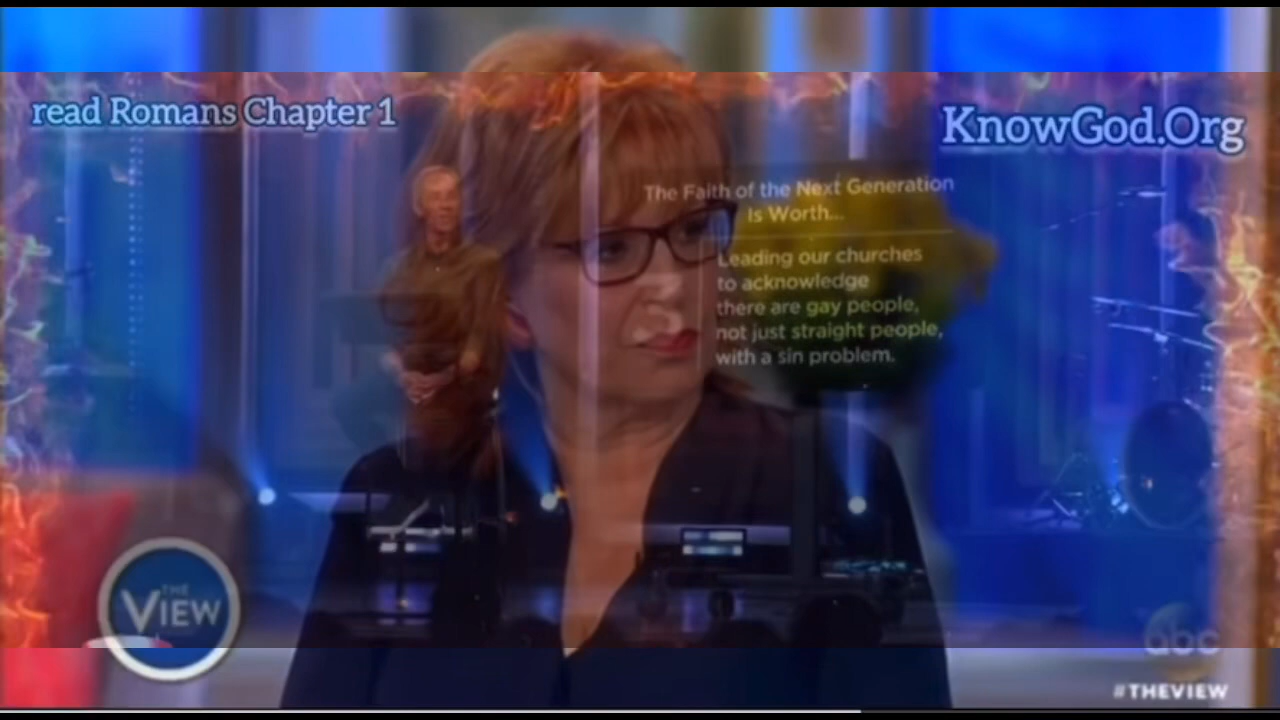 read Romans Chapter 1
KnowGod.Org
The Faith of the Next Generation
Is Worth...
Leading our churches
to acknowledge
there are gay people,
not just straight people,
with a sin problem.
THE
VIEW
abc
#THEVIEW